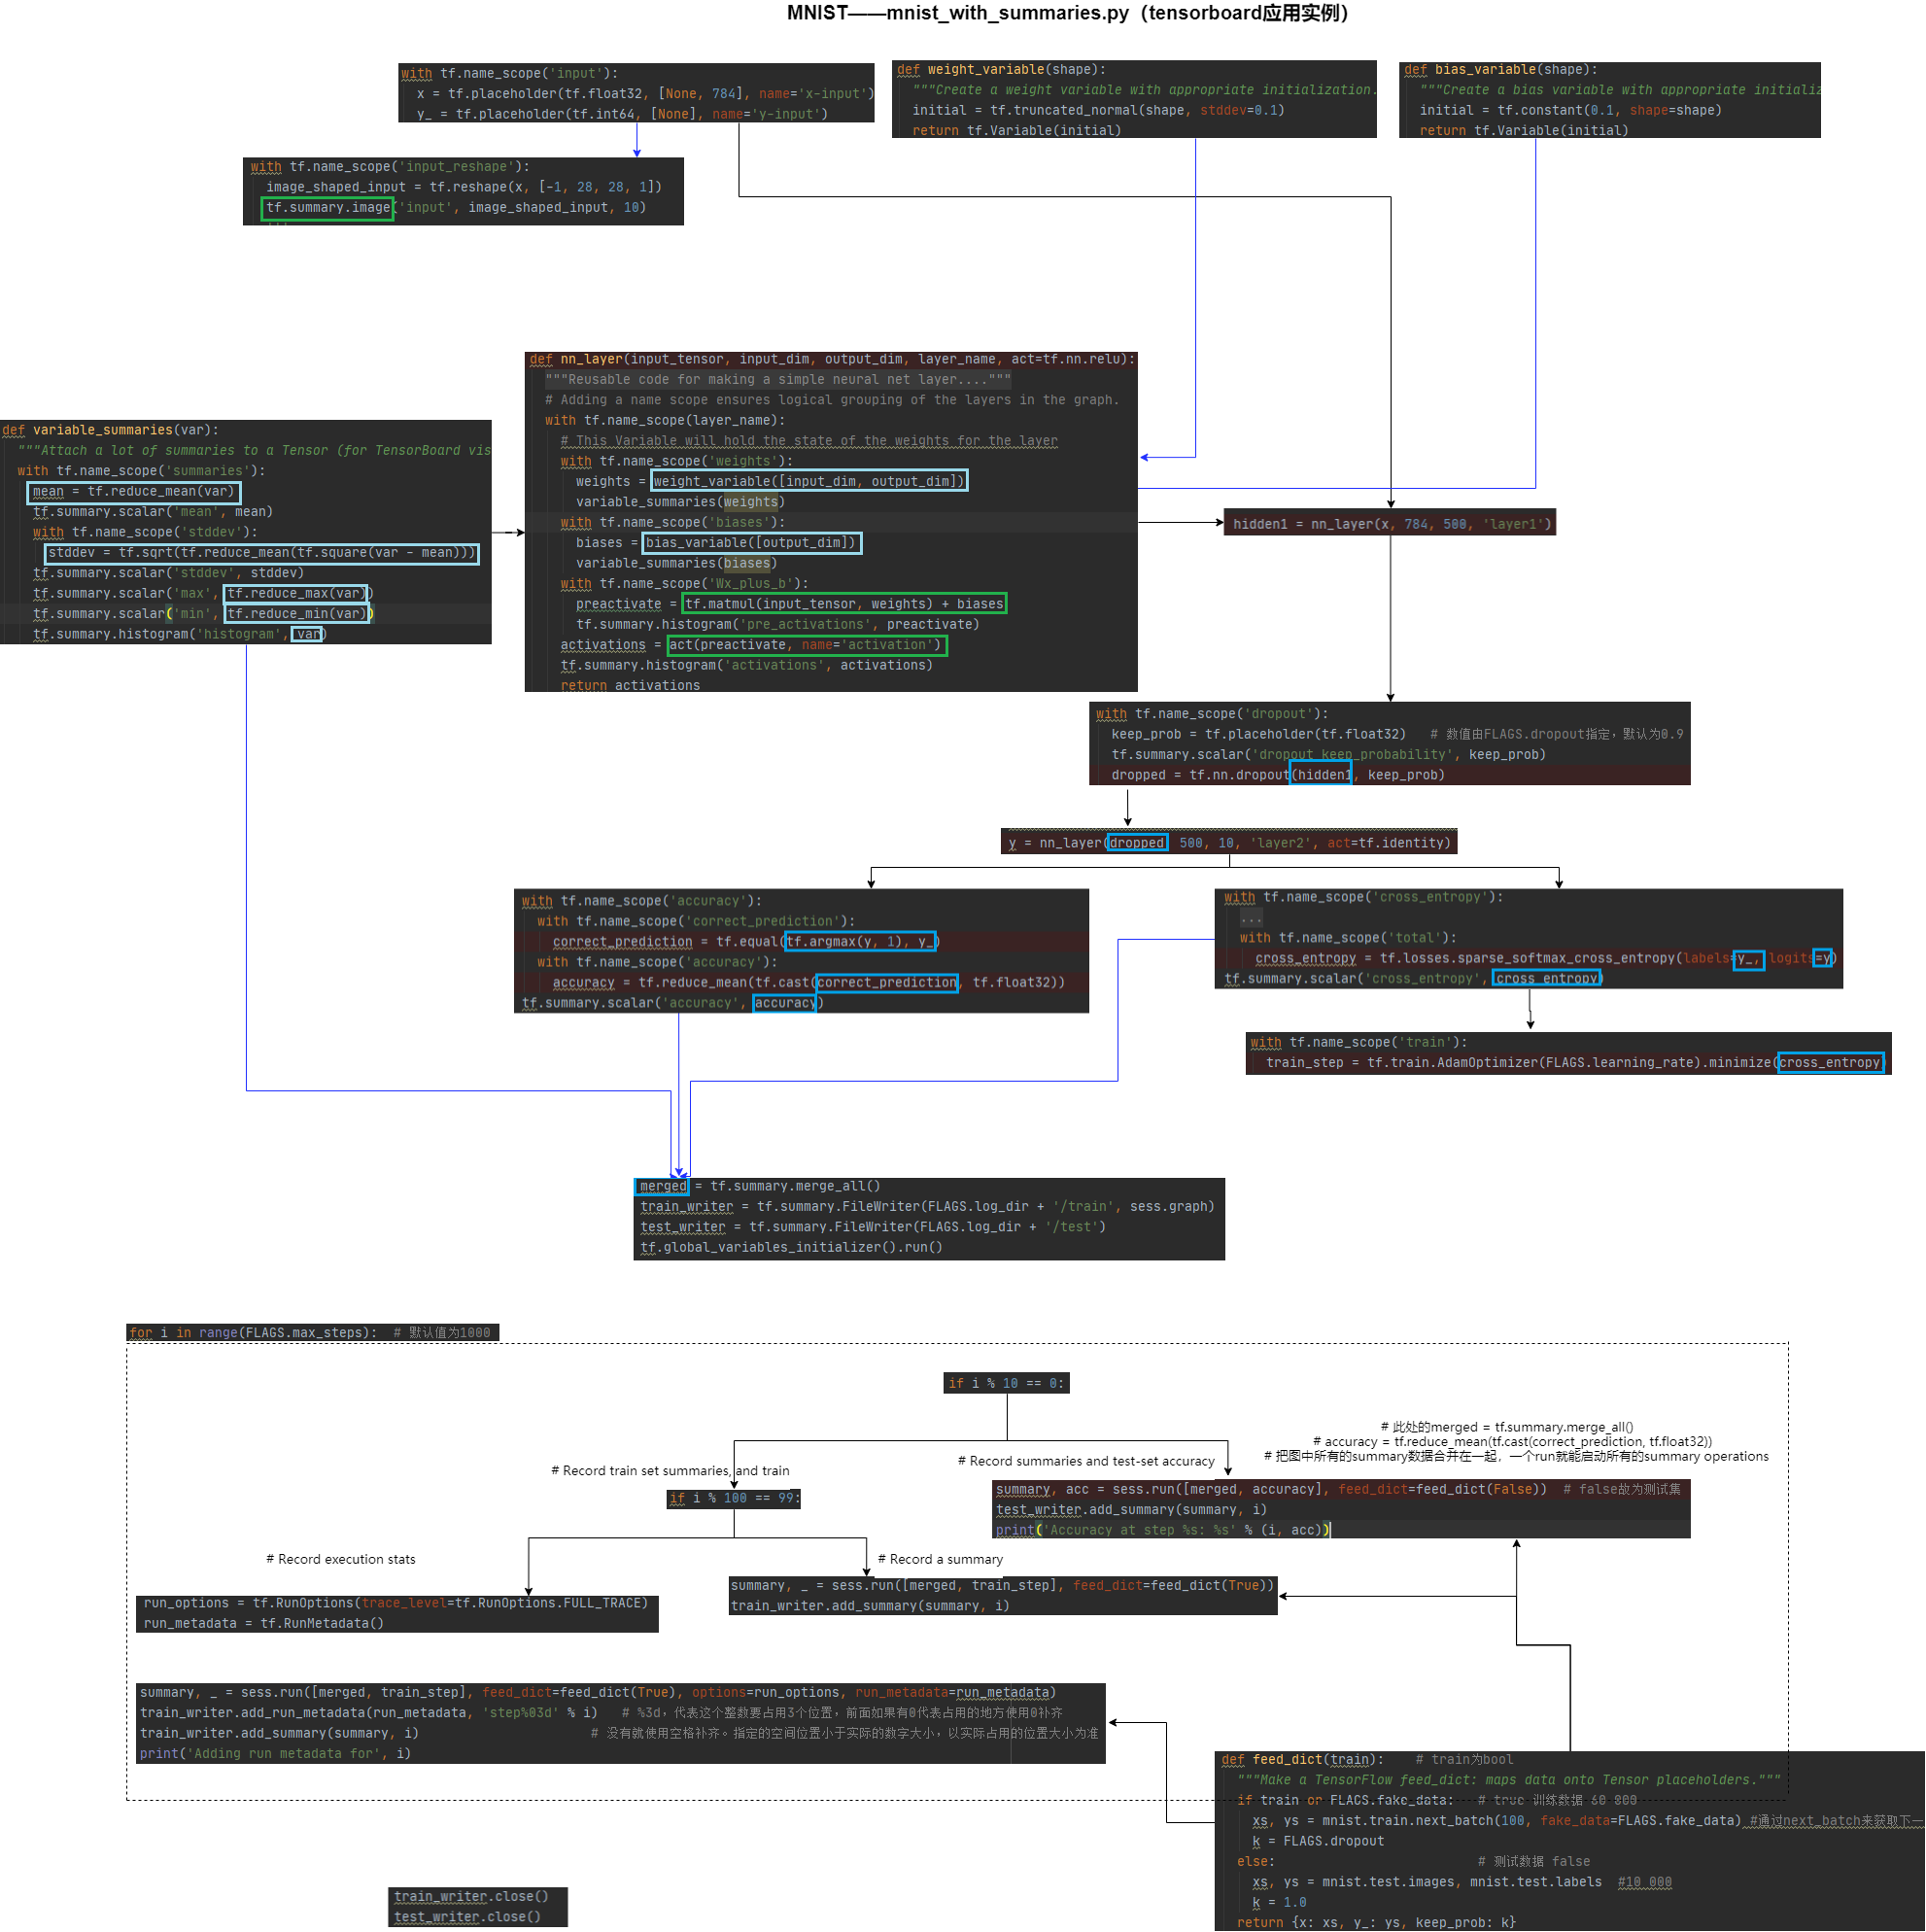 MNIST——mnist_with_summaries.py（tensorboard应用实例）
with tf.name_scope('input'):
x = tf.placeholder(tf.float32, [None, 784], name='x-input')
y_ = tf.placeholder(tf.int64, [None], name='y-input')
def weight_variable(shape):
"""Create a weight variable with appropriate initialization.
initial = tf.truncated_normal(shape, stddev=0.1)
return tf.Variable(initial)
def bias_variable(shape):
"""Create a bias variable with appropriate initializ
initial = tf.constant(0.1, shape=shape)
return tf.Variable(initial)
with tf.name_scope('input_reshape'):
image_shaped_input = tf.reshape(x, [-1, 28, 28, 1])
tf.summary.image('input', image_shaped_input, 10)
def nn_layer(input_tensor, input_dim, output_dim, layer_name, act=tf.nn.relu):
"""Reusable code for making a simple neural net layer...."""
# Adding a name scope ensures logical grouping of the layers in the graph.
with tf.name_scope(layer_name):
# This Variable will hold the state of the weights for the layer
with tf.name_scope('weights'):
weights = weight_variable([input_dim, output_dim])
variable_summaries(weights)
with tf.name_scope('biases'):
biases = bias_variable([output_dim])
variable_summaries(biases)
with tf.name_scope('Wx_plus_b'):
preactivate = tf.matmul(input_tensor, weights) + biases
tf.summary.histogram('pre_activations', preactivate)
activations = act(preactivate, name='activation')
tf.summary.histogram('activations', activations)
return activations
def variable_summaries(var):
"""Attach a lot of summaries to a Tensor (for TensorBoard vis
with tf.name_scope('summaries'):
mean = tf.reduce_mean(var)
tf.summary.scalar('mean', mean)
with tf.name_scope('stddev'):
stddev = tf.sqrt(tf.reduce_mean(tf.square(var - mean)))
tf.summary.scalar('stddev', stddev)
tf.summary.scalar('max', tf.reduce_max(var))
tf.summary.scalar('min', tf.reduce_min(var))
tf.summary.histogram('histogram', var)
hidden1 = nn_layer(x, 784, 500, 'layer1')
with tf.name_scope('dropout'):
keep_prob = tf.placeholder(tf.float32) # 数值由FLAGS.dropout指定，默认为0.9
tf.summary.scalar('dropout_keep_probability', keep_prob)
dropped = tf.nn.dropout(hidden1, keep_prob)
y = nn_layer(dropped 500, 10, 'layer2', act=tf.identity)
with tf.name_scope('accuracy'):
with tf.name_scope('correct_prediction'):
correct_prediction = tf.equal(tf.argmax(y, 1), y_)
with tf.name_scope('accuracy'):
accuracy = tf.reduce_mean(tf.cast(correct_prediction, tf.float32))
tf.summary.scalar('accuracy', accuracy)
with tf.name_scope('cross_entropy'):
...
with tf.name_scope('total'):
cross_entropy = tf.losses.sparse_softmax_cross_entropy(labels=y_, logits=y)
tf.summary.scalar('cross_entropy', cross_entropy)
with tf.name_scope('train'):
train_step = tf.train.AdamOptimizer(FLAGS.learning_rate).minimize(cross_entropy)
merged = tf.summary.merge_all()
train_writer = tf.summary.FileWriter(FLAGS.log_dir + '/train', sess.graph)
test_writer = tf.summary.FileWriter(FLAGS.log_dir + '/test')
tf.global_variables_initializer().run()
for i in range(FLAGS.max_steps): # 默认值为1000
if i % 10 == 0:
# 此处的merged = tf.summary.merge_all()
# accuracy = tf.reduce_mean(tf.cast(correct_prediction, tf.float32))
# 把图中所有的summary数据合并在一起，一个run就能启动所有的summary operations
# Record summaries and test-set accuracy
# Record train set summaries, and train
if i % 100 == 99:
summary, acc = sess.run([merged, accuracy], feed_dict=feed_dict(False)) # false故为测试集
test_writer.add_summary(summary, i)
print('Accuracy at step %s: %s' % (i, acc))
# Record execution stats
# Record a summary
summary, _ = sess.run([merged, train_step], feed_dict=feed_dict(True))
train_writer.add_summary(summary, i)
run_options = tf.RunOptions(trace_level=tf.RunOptions.FULL_TRACE)
run_metadata = tf.RunMetadata()
summary, _ = sess.run([merged, train_step], feed_dict=feed_dict(True), options=run_options, run_metadata=run_metadata)
train_writer.add_run_metadata(run_metadata, 'step%03d' % i) # %3d，代表这个整数要占用3个位置，前面如果有0代表占用的地方使用0补齐
train_writer.add_summary(summary, i) # 没有就使用空格补齐。指定的空间位置小于实际的数字大小，以实际占用的位置大小为准
print('Adding run metadata for', i)
def feed_dict(train): # train为bool
"""Make a TensorFlow feed_dict: maps data onto Tensor placeholders."""
if train or FLAGS.fake_data: # true 训练数据 60 000
xs, ys = mnist.train.next_batch(100, fake_data=FLAGS.fake_data) #通过next_batch来获取下一
k = FLAGS.dropout
else: # 测试数据 false
xs, ys = mnist.test.images, mnist.test.labels #10 000
k = 1.0
return {x: xs, y_: ys, keep_prob: k}
train_writer.close()
test_writer.close()